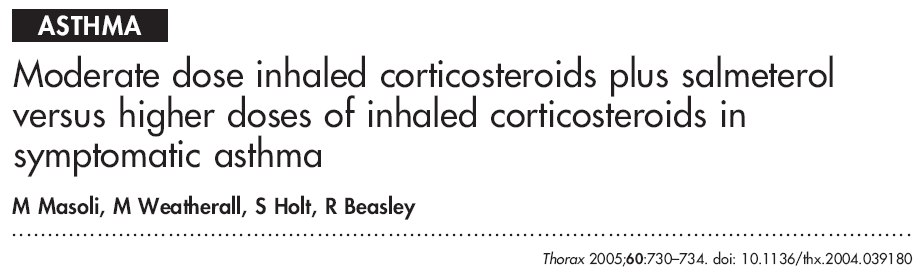 ASTHMA
Moderate dose inhaled corticosteroids plus salmeterol
versus higher doses of inhaled corticosteroids in
symptomatic asthma
M Masoli, M Weatherall, S Holt, R Beasley
Thorax 2005;60:730–734. doi: 10.1136/thx.2004.039180